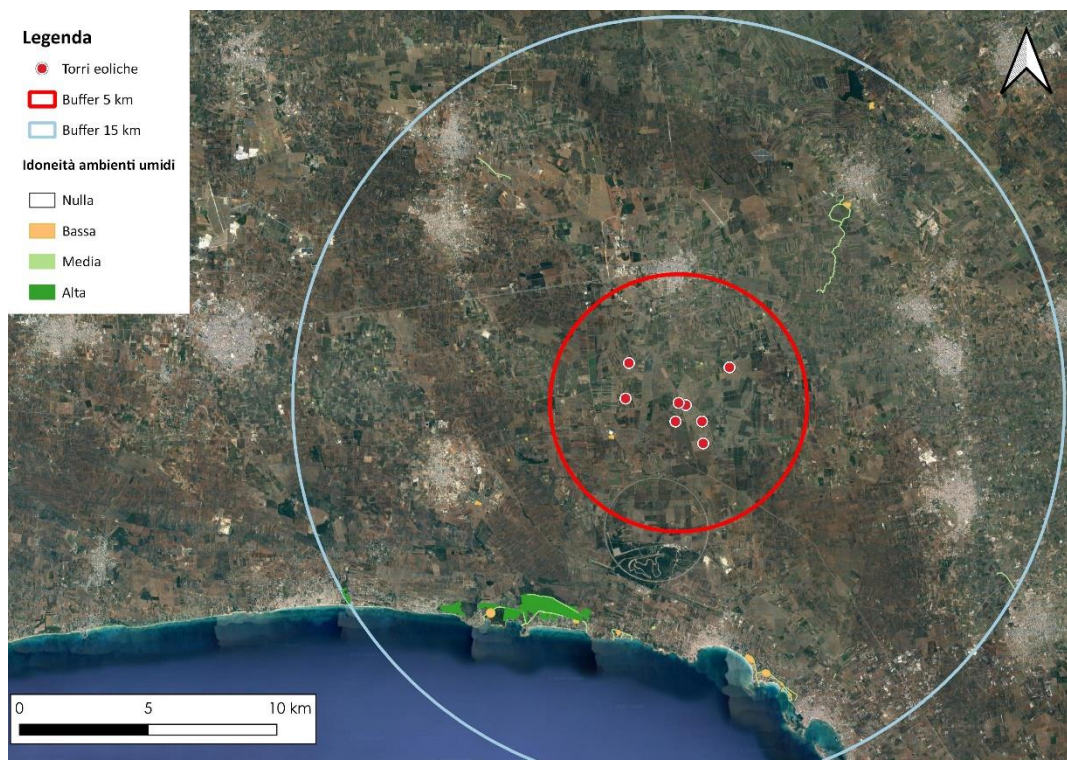 Legenda
Torri eoliche
Buffer 5 km
Buffer 15 km
Idoneità ambienti umidi
Nulla
Bassa
Media
Alta
0 5 10 km